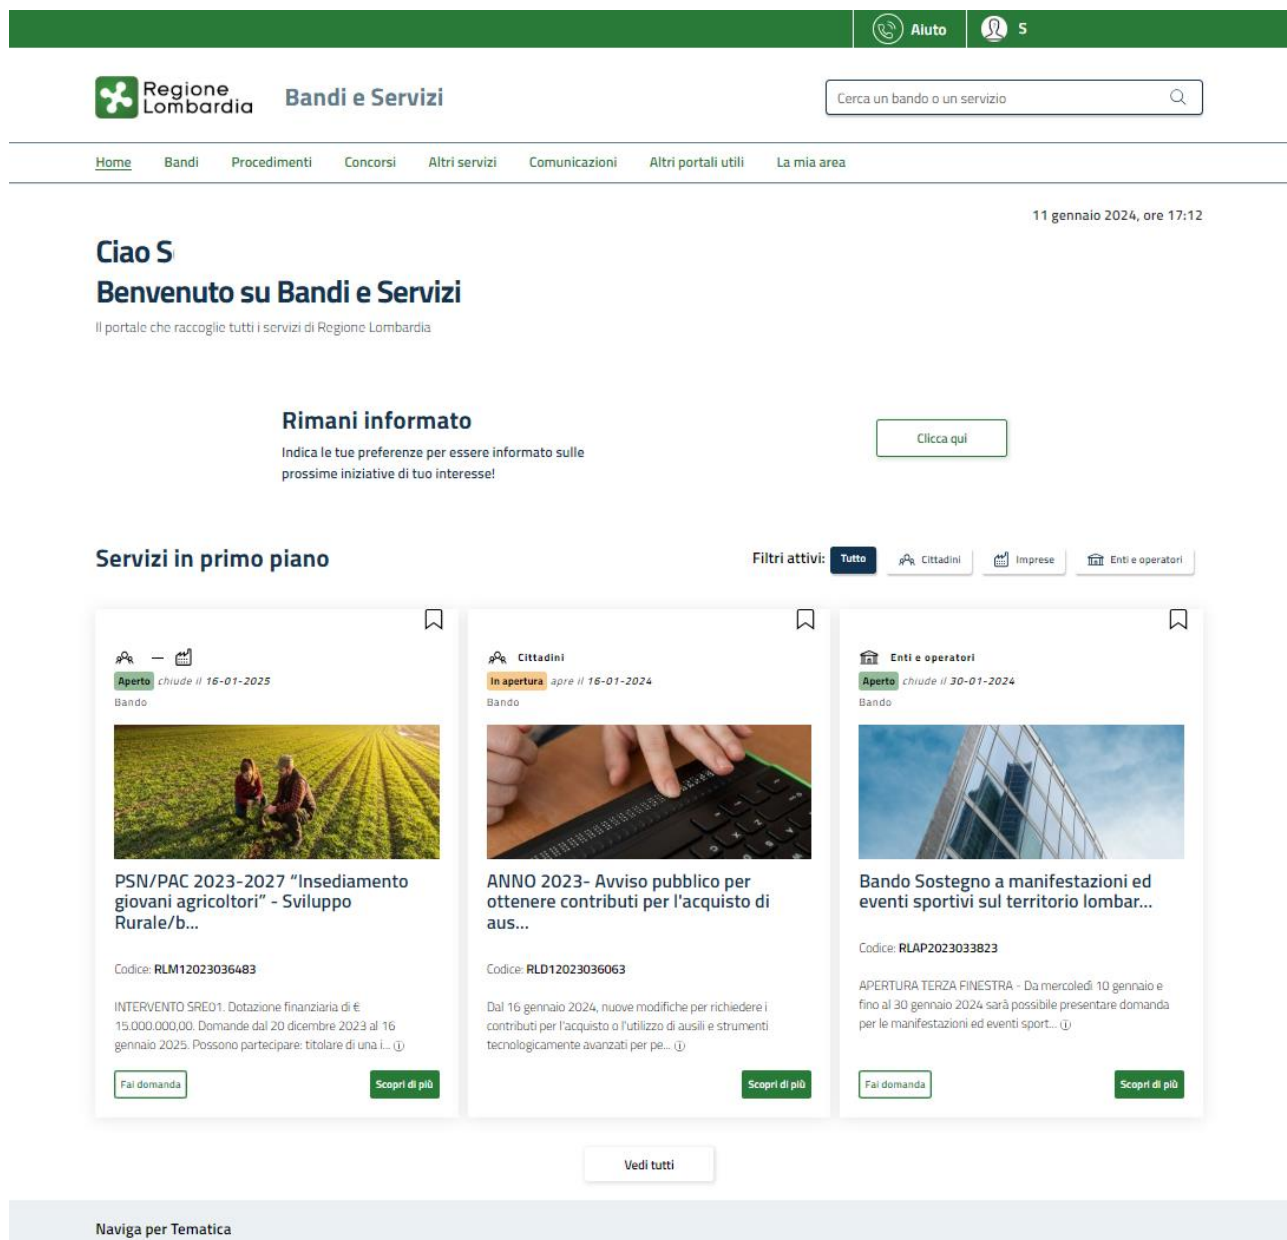 Aiuto
S
Regione
Lombardia
Bandi e Servizi
Cerca un bando o un servizio
Home Bandi Procedimenti Concorsi Altri servizi Comunicazioni Altri portali utili La mia area
11 gennaio 2024, ore 17:12
Ciao S
Benvenuto su Bandi e Servizi
Il portale che raccoglie tutti i servizi di Regione Lombardia
Rimani informato
Indica le tue preferenze per essere informato sulle
prossime iniziative di tuo interesse!
Clicca qui
Servizi in primo piano
Filtri attivi: Tutto Cittadini Imprese Enti e operatori
Aperto chiude il 16-01-2025
Bando
PSN/PAC 2023-2027 “Insediamento
giovani agricoltori” - Sviluppo
Rurale/b...
Codice: RLM12023036483
INTERVENTO SRE01. Dotazione finanziaria di €
15.000.000,00. Domande dal 20 dicembre 2023 al 16
gennaio 2025. Possono partecipare: titolare di una i...
Fai domanda
Scopri di più
Cittadini
In apertura apre il 16-01-2024
Bando
ANNO 2023- Avviso pubblico per
ottenere contributi per l'acquisto di
aus...
Codice: RLD12023036063
Dal 16 gennaio 2024, nuove modifiche per richiedere i
contributi per l'acquisto o l'utilizzo di ausili e strumenti
tecnologicamente avanzati per pe...
Scopri di più
Enti e operatori
Aperto chiude il 30-01-2024
Bando
Bando Sostegno a manifestazioni ed
eventi sportivi sul territorio lombar...
Codice: RLAP2023033823
APERTURA TERZA FINESTRA - Da mercoledì 10 gennaio e
fino al 30 gennaio 2024 sarà possibile presentare domanda
per le manifestazioni ed eventi sport...
Fai domanda
Scopri di più
Vedi tutti
Naviga per Tematica